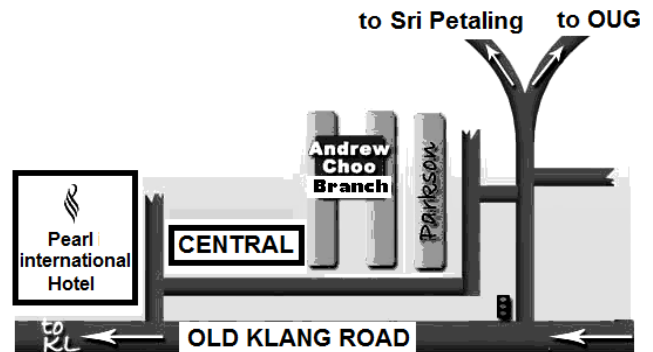 to Sri Petaling
to OUG
Andrew
Choo
Branch
Parkson
Pearl
international
Hotel
CENTRAL
to
KL
OLD KLANG ROAD